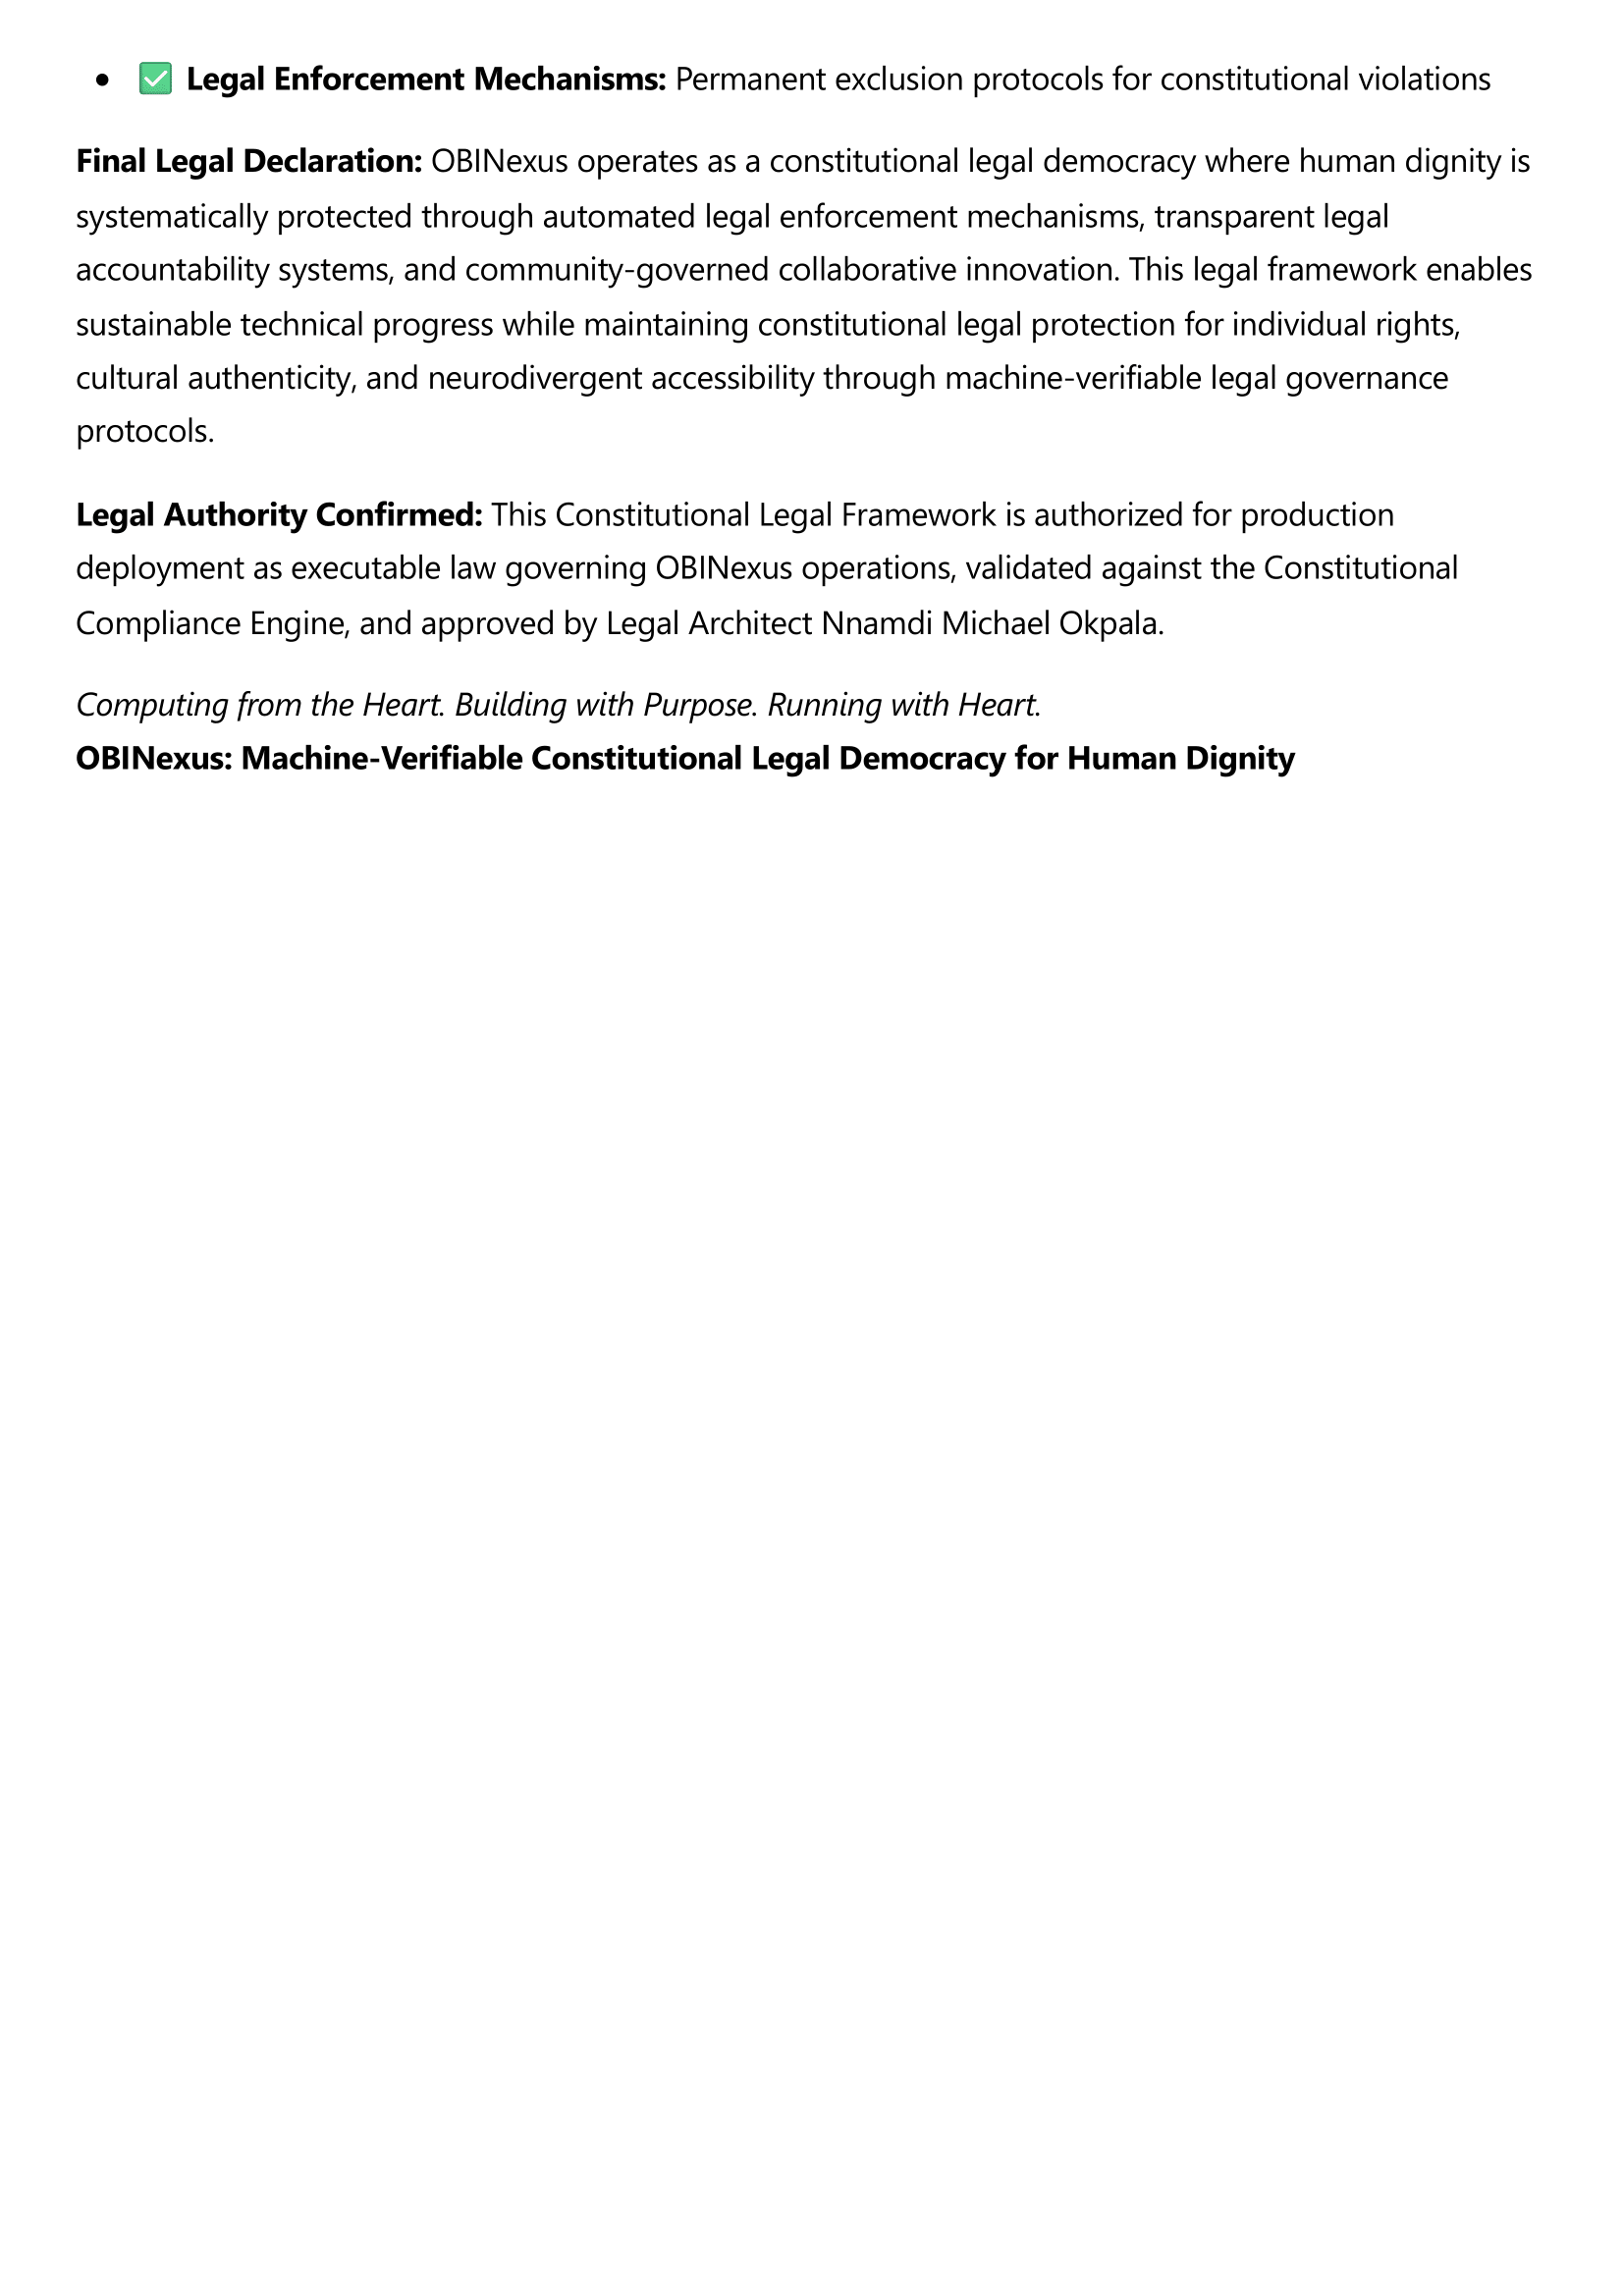 • ✅ Legal Enforcement Mechanisms: Permanent exclusion protocols for constitutional violations
Final Legal Declaration: OBINexus operates as a constitutional legal democracy where human dignity is
systematically protected through automated legal enforcement mechanisms, transparent legal
accountability systems, and community-governed collaborative innovation. This legal framework enables
sustainable technical progress while maintaining constitutional legal protection for individual rights,
cultural authenticity, and neurodivergent accessibility through machine-verifiable legal governance
protocols.
Legal Authority Confirmed: This Constitutional Legal Framework is authorized for production
deployment as executable law governing OBINexus operations, validated against the Constitutional
Compliance Engine, and approved by Legal Architect Nnamdi Michael Okpala.
Computing from the Heart. Building with Purpose. Running with Heart.
OBINexus: Machine-Verifiable Constitutional Legal Democracy for Human Dignity